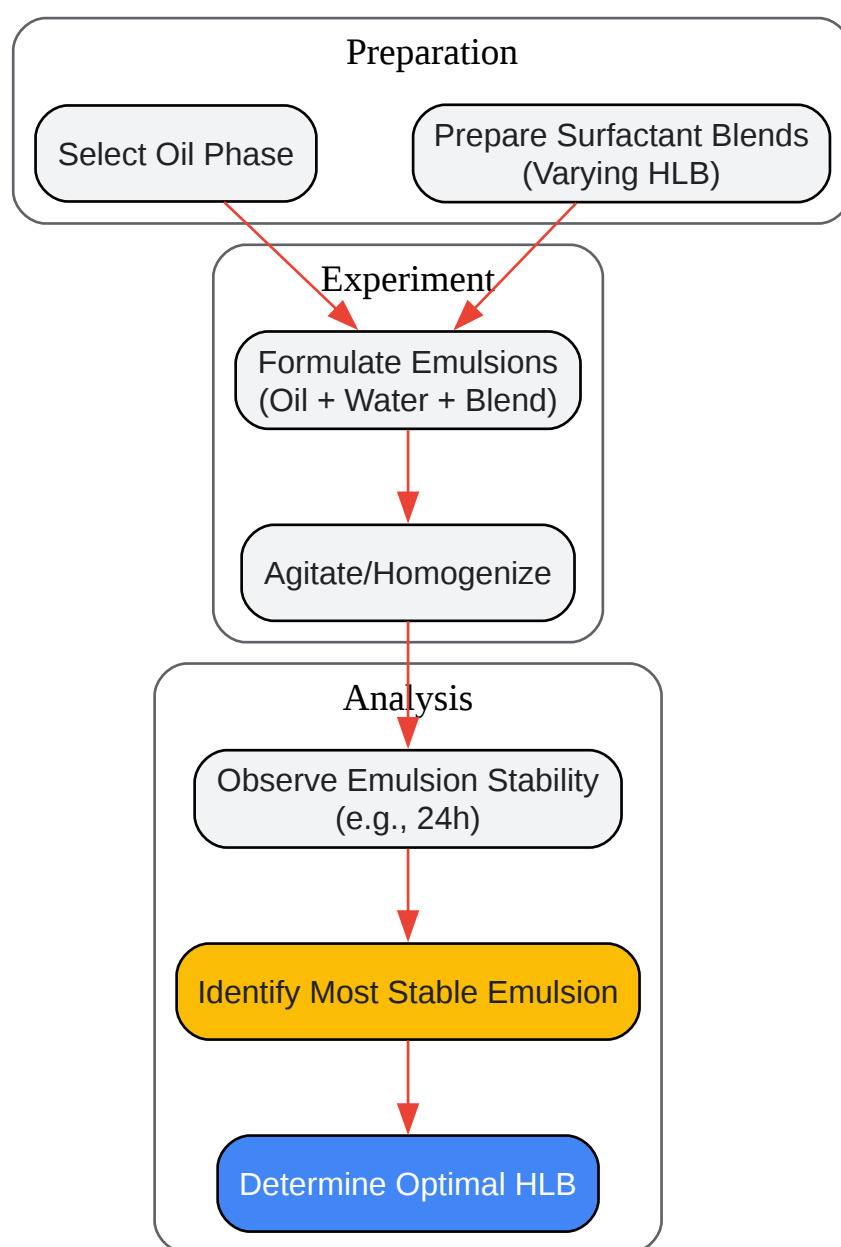 Preparation
Select Oil Phase
Prepare Surfactant Blends
(Varying HLB)
Experiment
Formulate Emulsions
(Oil + Water + Blend)
Agitate/Homogenize
Analysis
Observe Emulsion Stability
(e.g., 24h)
Identify Most Stable Emulsion
Determine Optimal HLB